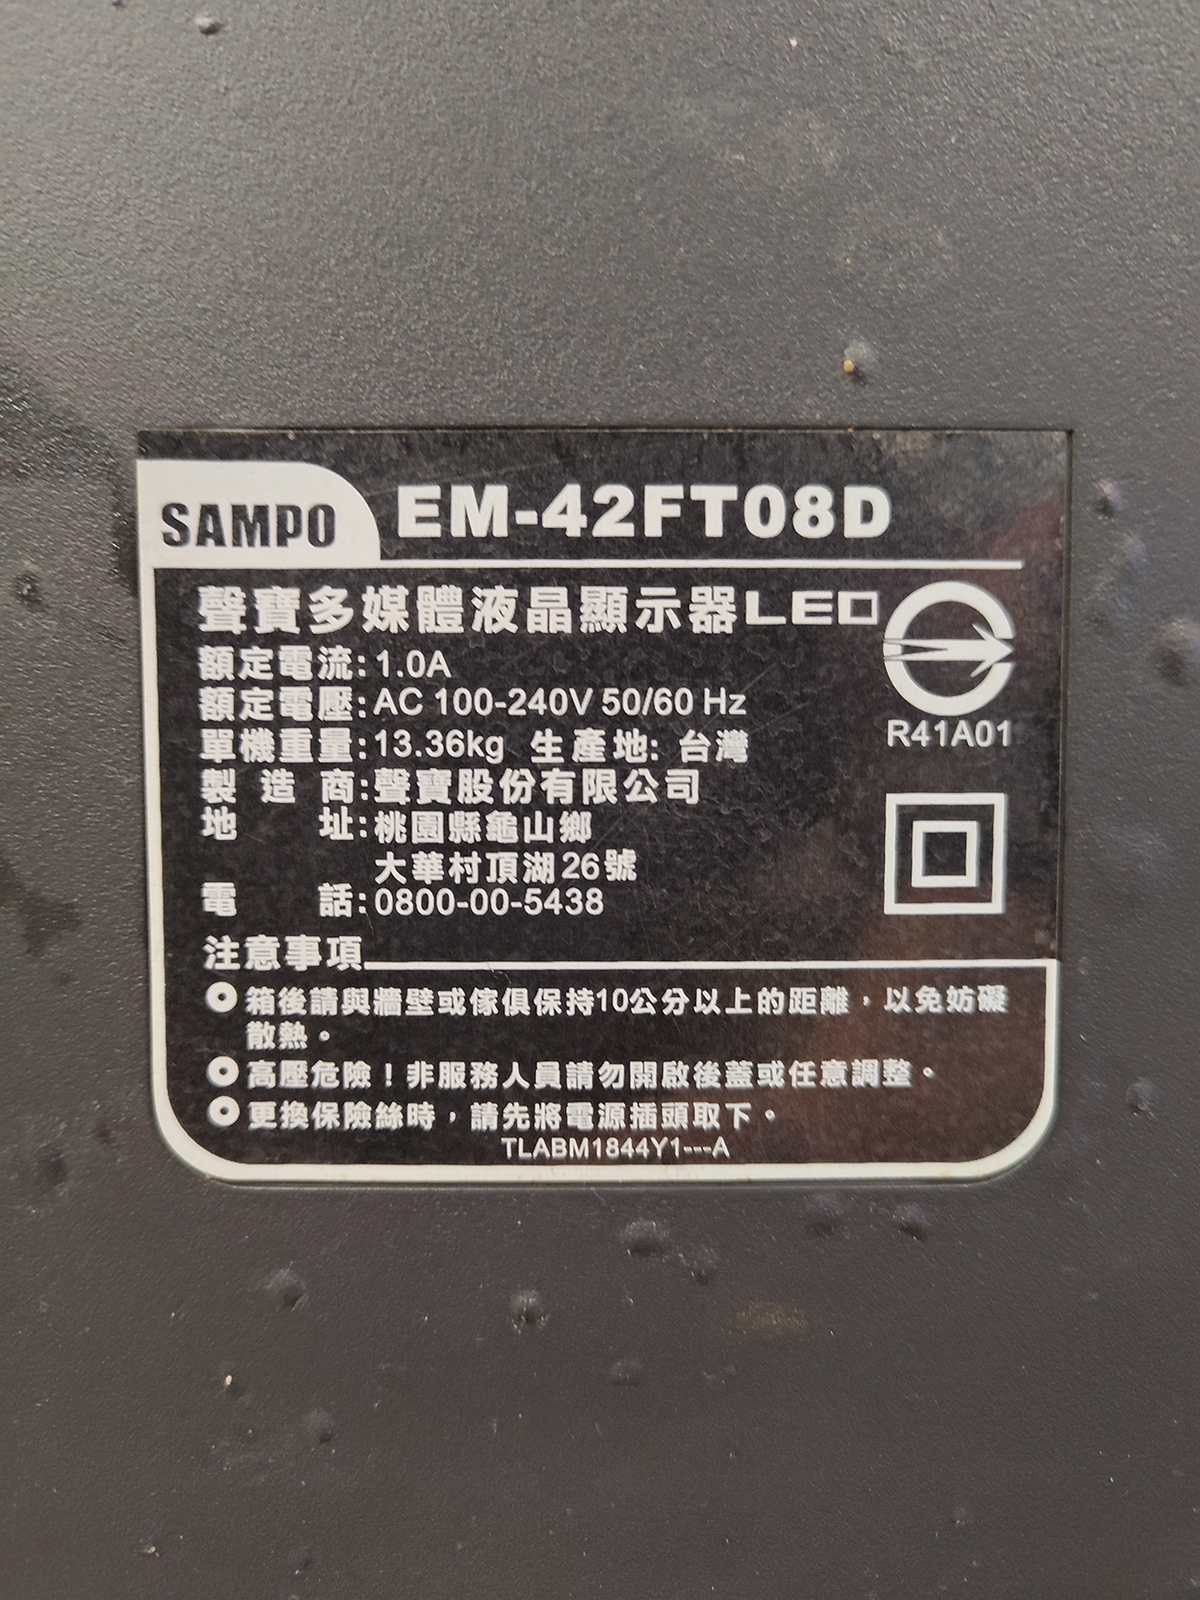 SAMPO EM-42FT08D
聲寶多媒體液晶顯示器LED
額定電流:1.0A
額定電壓:AC 100-240V 50/60 Hz
單機重量:13.36kg 生產地: 台灣
製造商:聲寶股份有限公司
地址:桃園縣龜山鄉
大華村頂湖26號
電話:0800-00-5438
R41A01
注意事項
箱後請與牆壁或傢俱保持10公分以上的距離，以免妨礙
散熱。
高壓危險！非服務人員請勿開啟後蓋或任意調整。
更換保險絲時，請先將電源插頭取下。
TLABM1844Y1---A